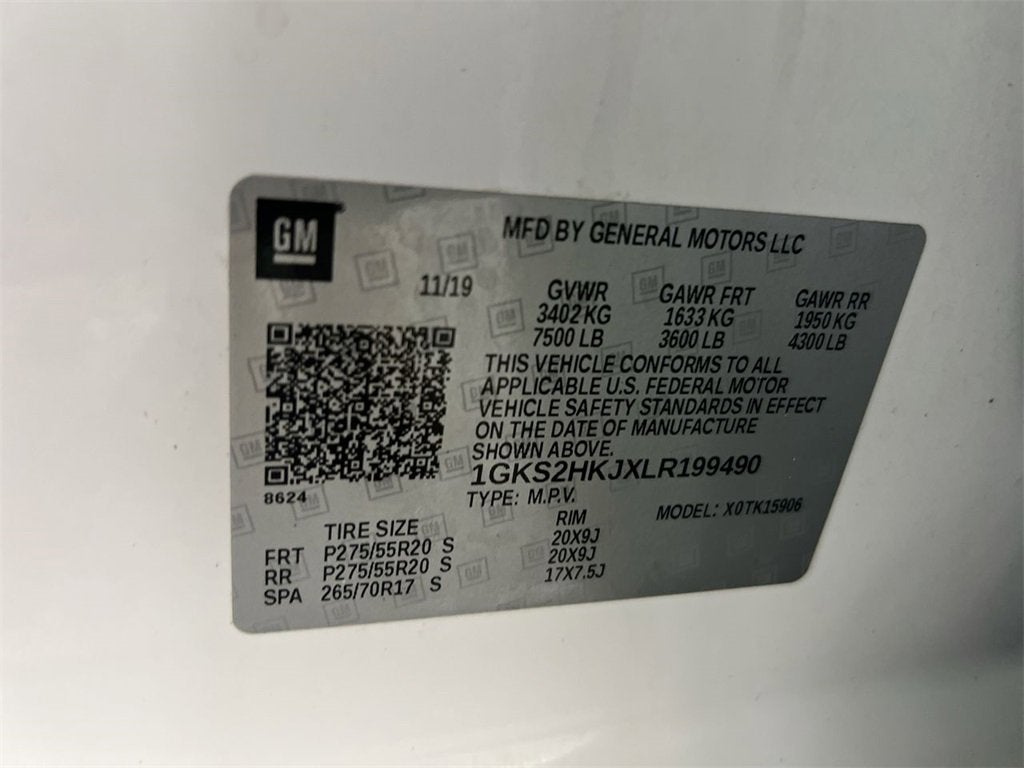 GM
MFD BY GENERAL MOTORS LLC
11/19 GVWR GAWR FRT GAWR RR
3402 KG 1633 KG 1950 KG
7500 LB 3600 LB 4300 LB
THIS VEHICLE CONFORMS TO ALL
APPLICABLE U.S. FEDERAL MOTOR
VEHICLE SAFETY STANDARDS IN EFFECT
ON THE DATE OF MANUFACTURE
SHOWN ABOVE.
1GKS2HKJXLR199490
8624
TYPE: M.P.V. MODEL: X0TK15906
TIRE SIZE RIM
FRT P275/55R20 S 20X9J
RR P275/55R20 S 20X9J
SPA 265/70R17 S 17X7.5J